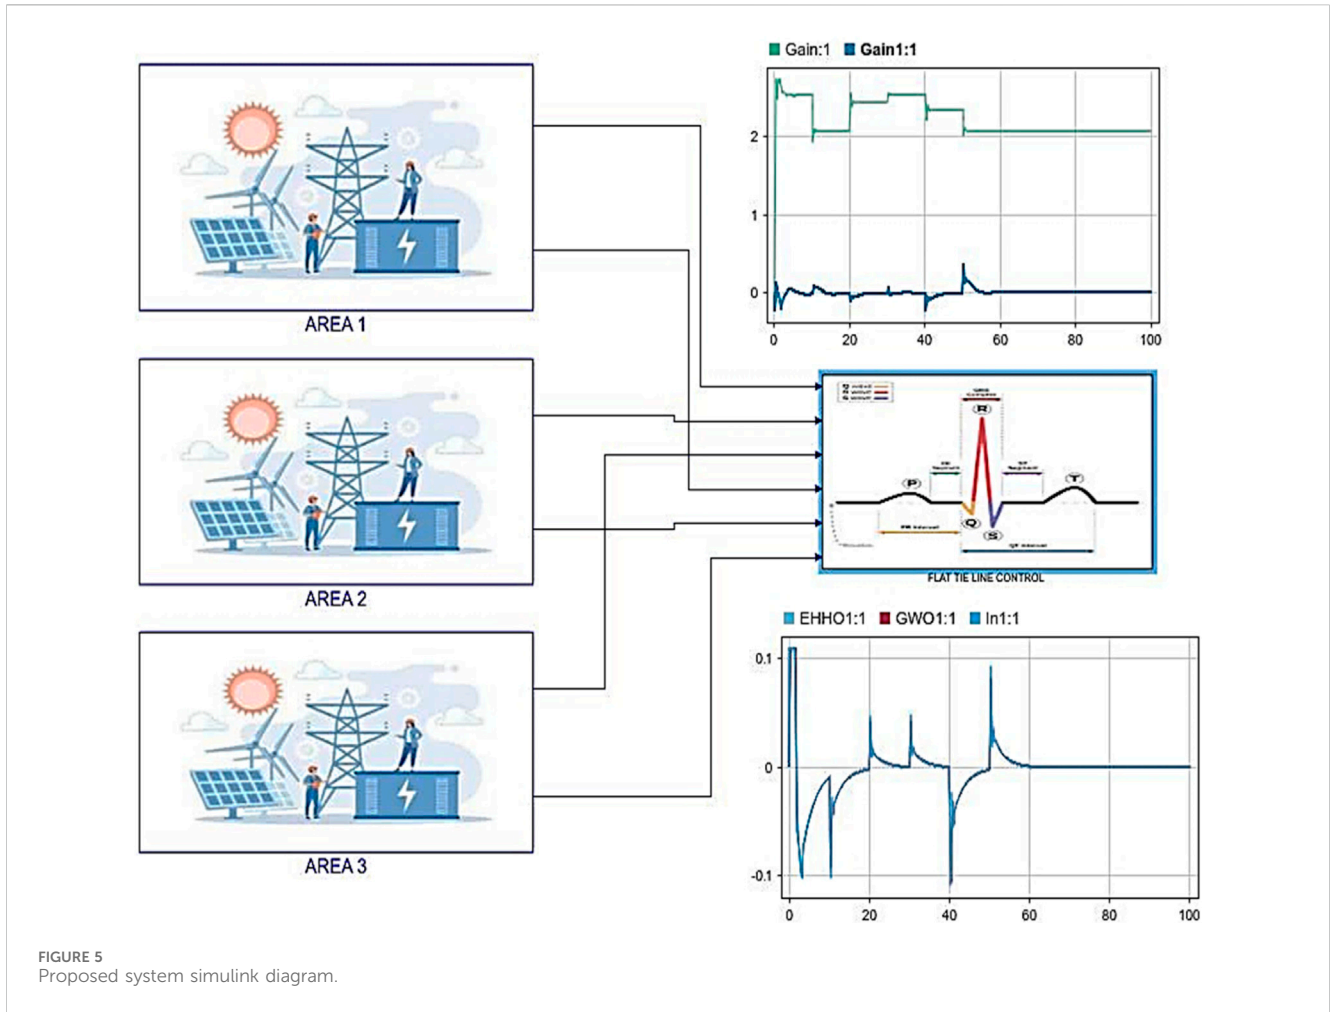 Gain:1 Gain1:1
2
1
0
0 20 40 60 80 100
AREA 1
AREA 2
AREA 3
R
P
T
Q
S
FLAT TIE LINE CONTROL
EHHO1:1 GWO1:1 In1:1
0.1
0
-0.1
0 20 40 60 80 100
FIGURE 5
Proposed system simulink diagram.